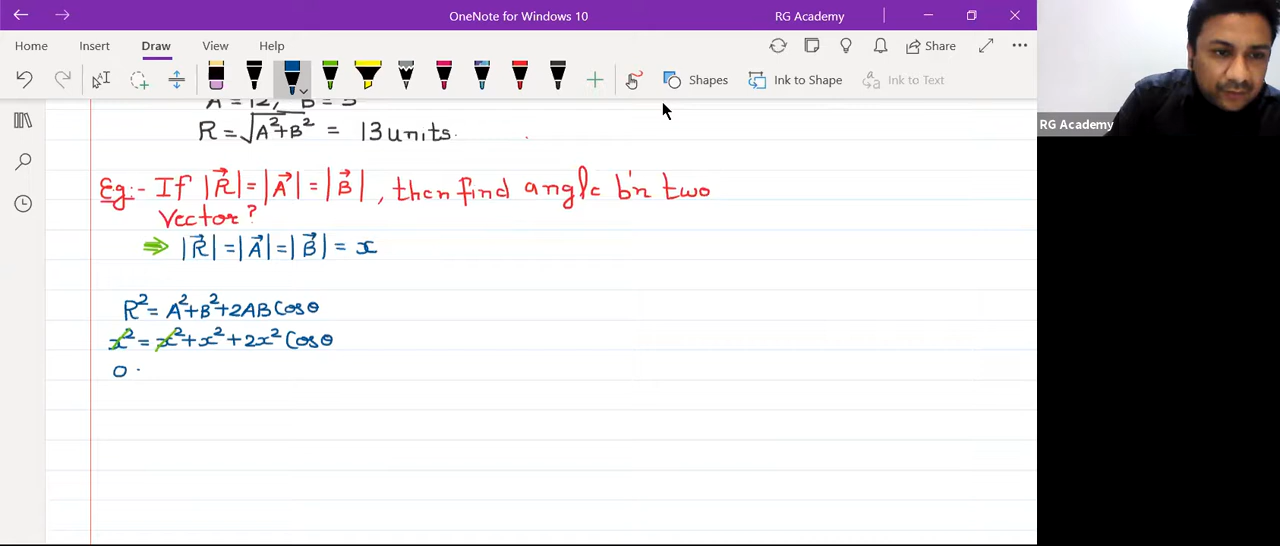 OneNote for Windows 10
RG Academy
Home Insert Draw View Help
Share
Shapes
Ink to Shape
Ink to Text
RG Academy
A = 12, B = 5
R = √A²+B² = 13 units.
Eg:- If |R⃗| = |A⃗| = |B⃗|, then find angle b'n two
Vector?
⇒ |R⃗| = |A⃗| = |B⃗| = x
R² = A² + B² + 2AB Cosθ
x² = x² + x² + 2x² Cosθ
0